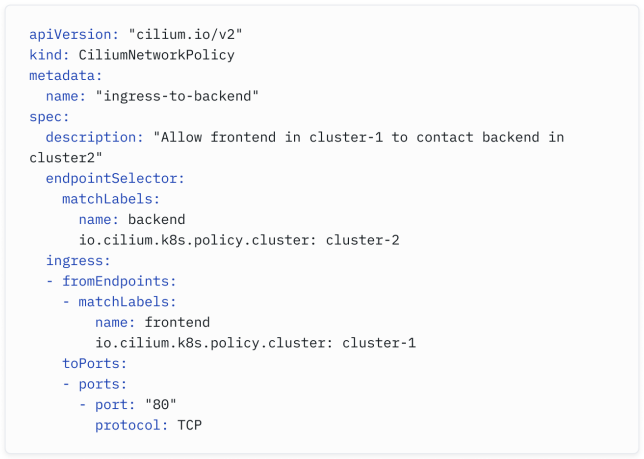 apiVersion: "cilium.io/v2"
kind: CiliumNetworkPolicy
metadata:
  name: "ingress-to-backend"
spec:
  description: "Allow frontend in cluster-1 to contact backend in
cluster2"
  endpointSelector:
    matchLabels:
      name: backend
      io.cilium.k8s.policy.cluster: cluster-2
  ingress:
  - fromEndpoints:
    - matchLabels:
        name: frontend
        io.cilium.k8s.policy.cluster: cluster-1
    toPorts:
    - ports:
      - port: "80"
        protocol: TCP